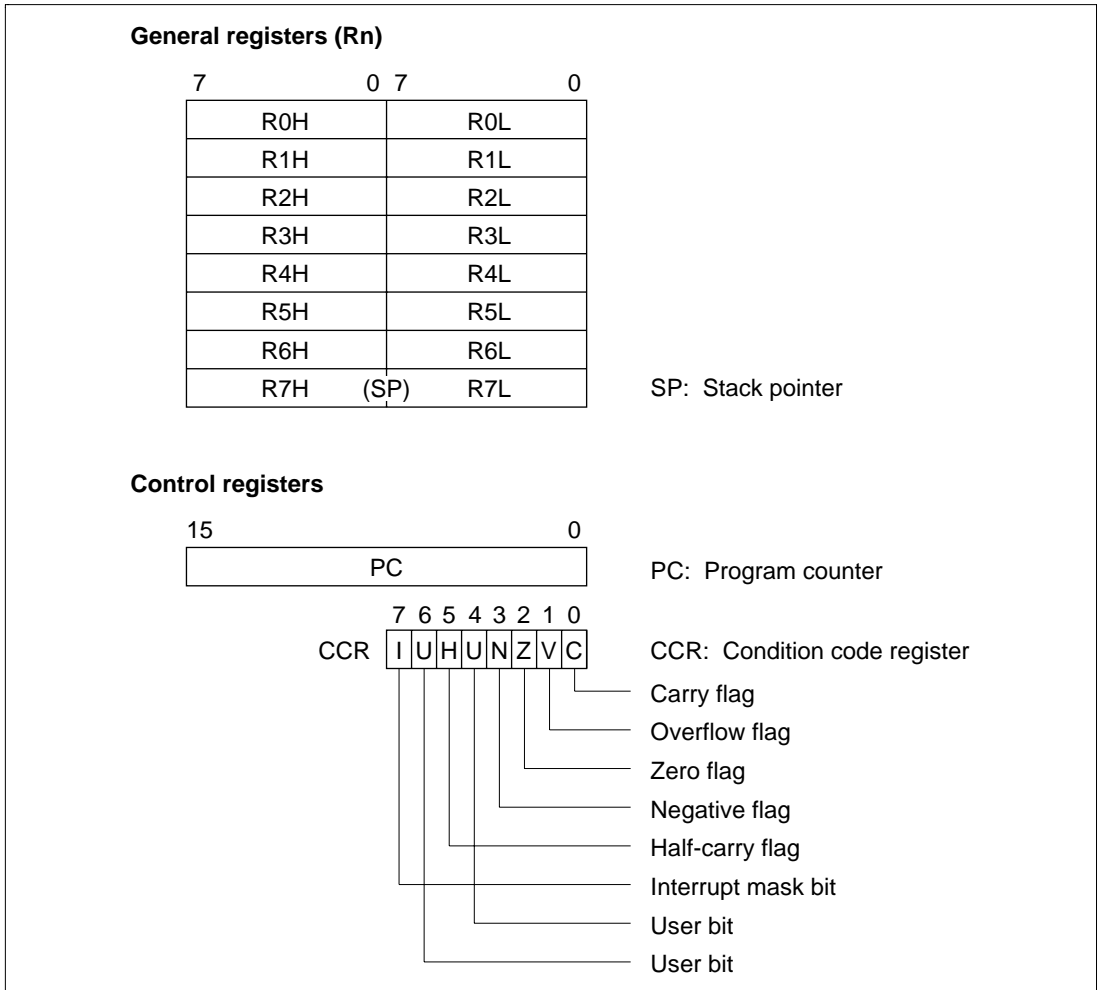 General registers (Rn)
7 0 7 0
R0H R0L
R1H R1L
R2H R2L
R3H R3L
R4H R4L
R5H R5L
R6H R6L
R7H (SP) R7L SP: Stack pointer
Control registers
15 0
PC PC: Program counter
7 6 5 4 3 2 1 0
CCR I U H U N Z V C CCR: Condition code register
Carry flag
Overflow flag
Zero flag
Negative flag
Half-carry flag
Interrupt mask bit
User bit
User bit